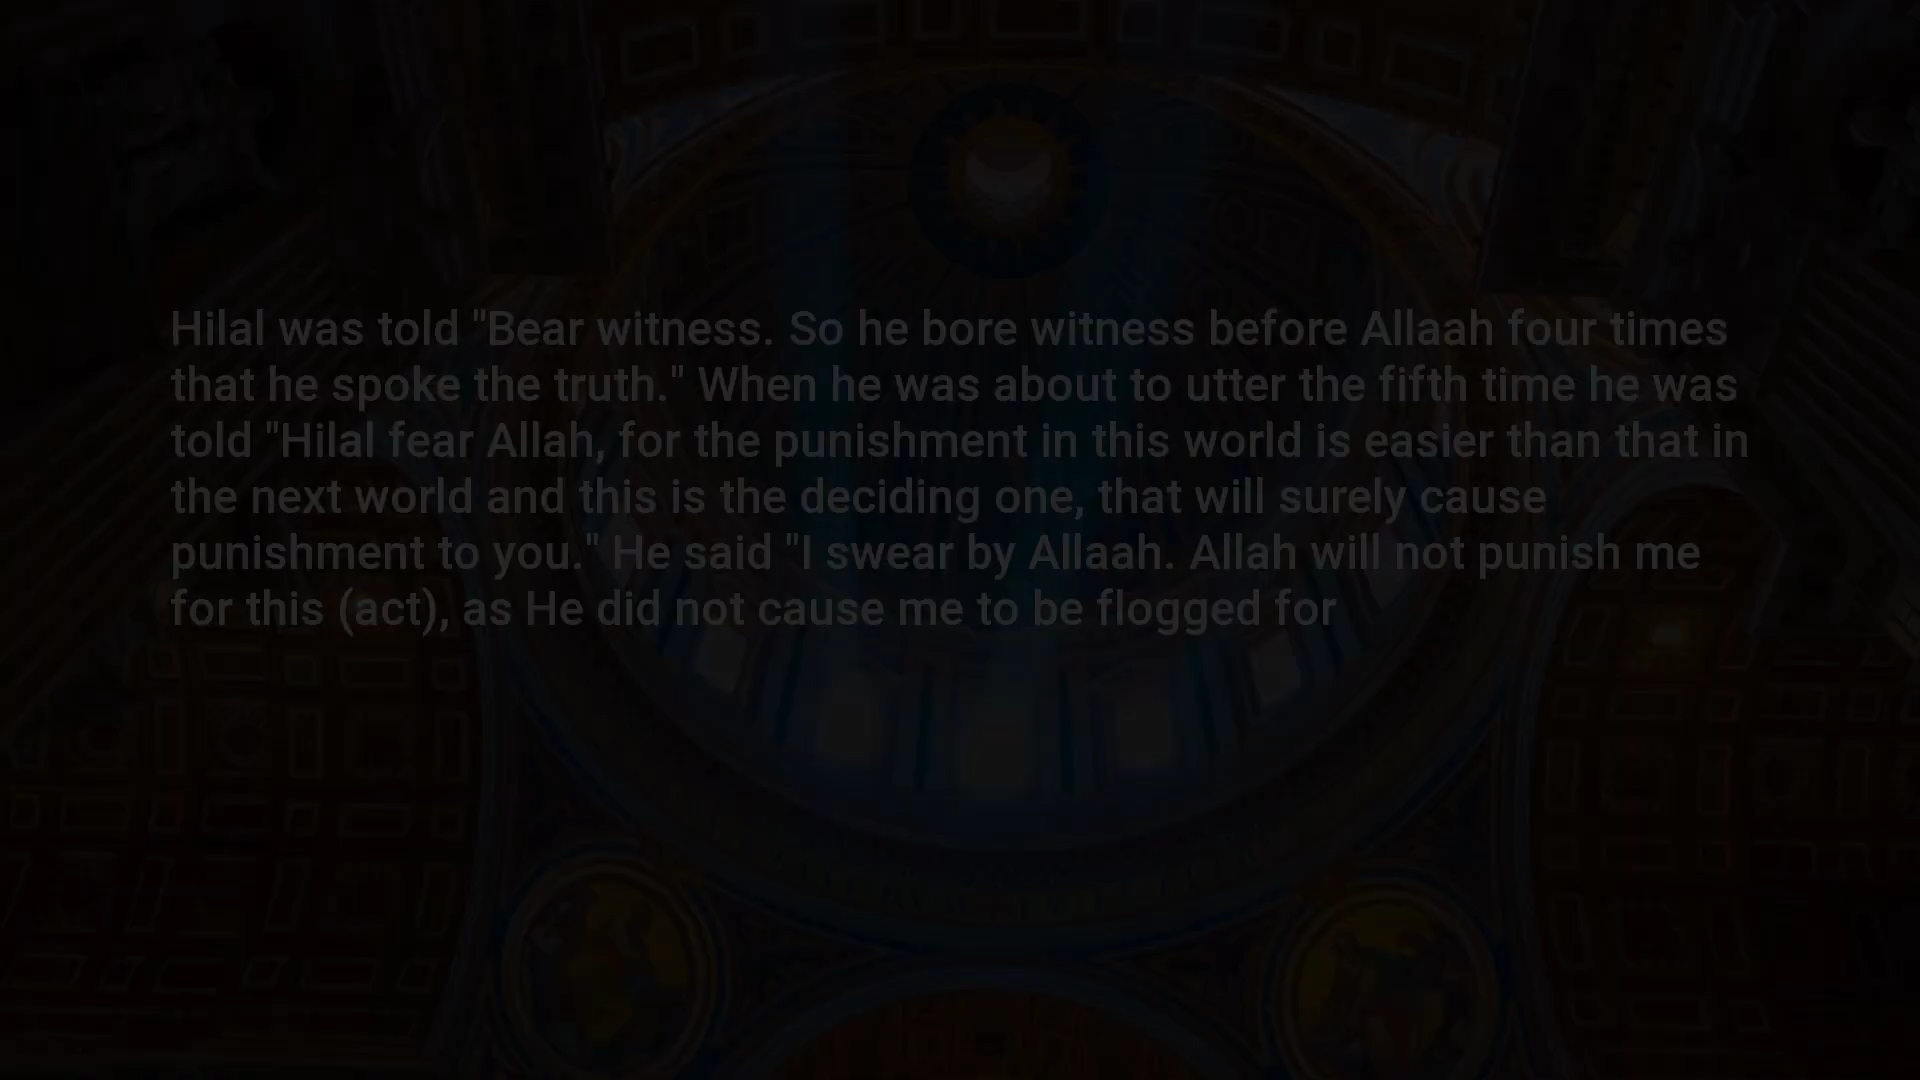 Hilal was told "Bear witness. So he bore witness before Allaah four times
that he spoke the truth." When he was about to utter the fifth time he was
told "Hilal fear Allah, for the punishment in this world is easier than that in
the next world and this is the deciding one, that will surely cause
punishment to you." He said "I swear by Allaah. Allah will not punish me
for this (act), as He did not cause me to be flogged for